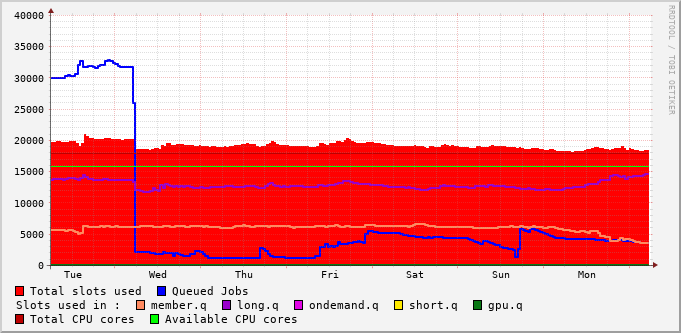 RRDTOOL / TOBI OETIKER
40000
35000
30000
25000
20000
15000
10000
5000
0
Tue Wed Thu Fri Sat Sun Mon
Total slots used Queued Jobs
Slots used in : member.q long.q ondemand.q short.q gpu.q
Total CPU cores Available CPU cores